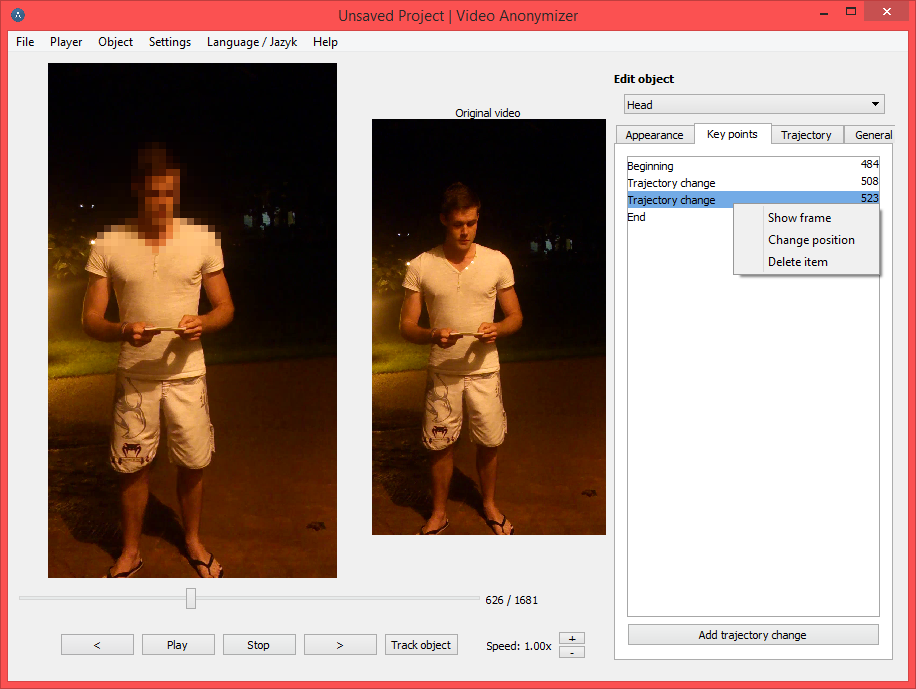 Unsaved Project | Video Anonymizer
File Player Object Settings Language / Jazyk Help
Edit object
Head
Original video
Appearance Key points Trajectory General
Beginning 484
Trajectory change 508
Trajectory change 523
End
Show frame
Change position
Delete item
626 / 1681
Add trajectory change
< Play Stop > Track object Speed: 1.00x + -